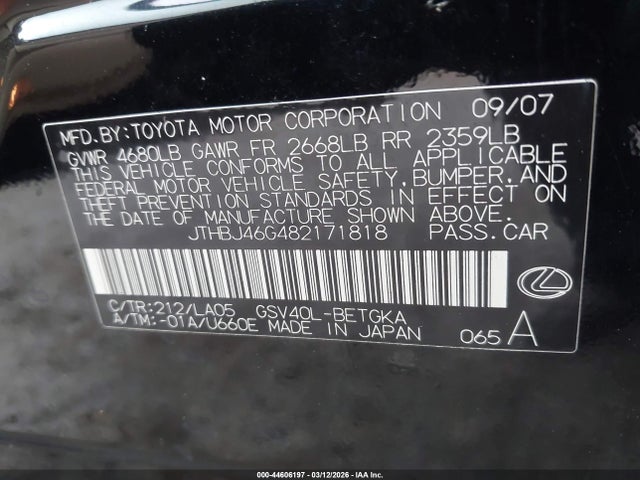 MFD.BY:TOYOTA MOTOR CORPORATION 09/07
GVWR 4680LB GAWR FR 2668LB RR 2359LB
THIS VEHICLE CONFORMS TO ALL APPLICABLE
FEDERAL MOTOR VEHICLE SAFETY,BUMPER,AND
THEFT PREVENTION STANDARDS IN EFFECT ON
THE DATE OF MANUFACTURE SHOWN ABOVE.
JTHBJ46G482171818 PASS.CAR
C/TR:212/LA05 GSV40L-BETGKA
A/TM:-01A/U660E MADE IN JAPAN 065 A
000-44606197 - 03/12/2026 - IAA Inc.